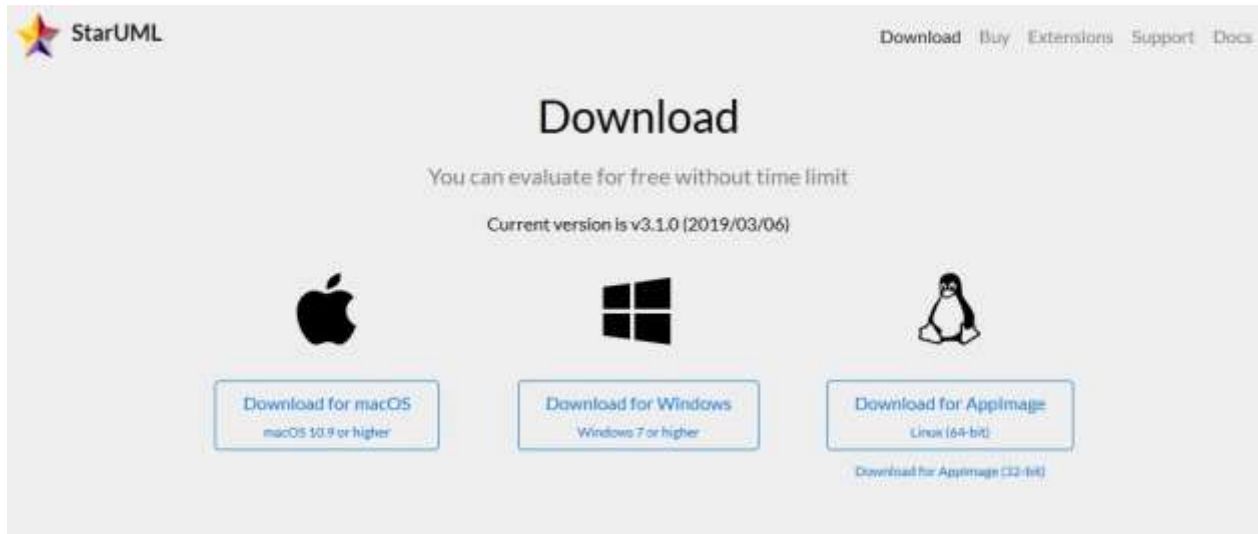 StarUML
Download Buy Extensions Support Docs
Download
You can evaluate for free without time limit
Current version is v3.1.0 (2019/03/06)
Download for macOS
macOS 10.9 or higher
Download for Windows
Windows 7 or higher
Download for AppImage
Linux (64-bit)
Download for AppImage (32-bit)